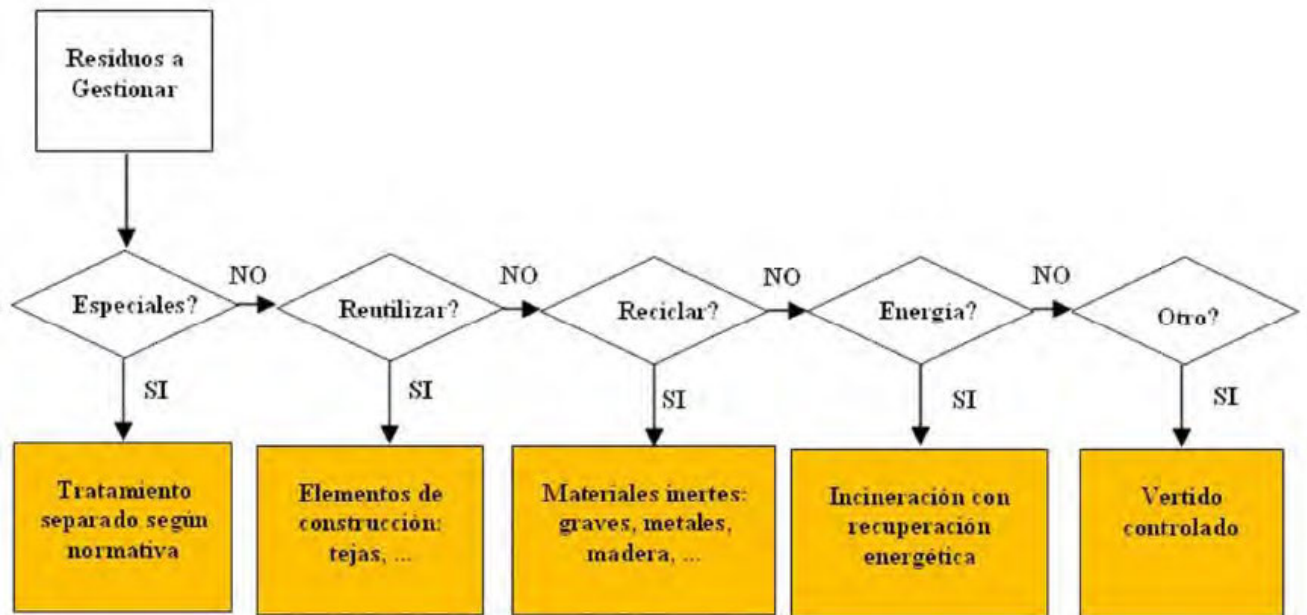 Residuos a
Gestionar
NO
NO
NO
NO
Especiales?
Reutilizar?
Reciclar?
Energía?
Otro?
SI
SI
SI
SI
SI
Tratamiento
separado según
normativa
Elementos de
construcción:
tejas, ...
Materiales inertes:
graves, metales,
madera, ...
Incineración con
recuperación
energética
Vertido
controlado